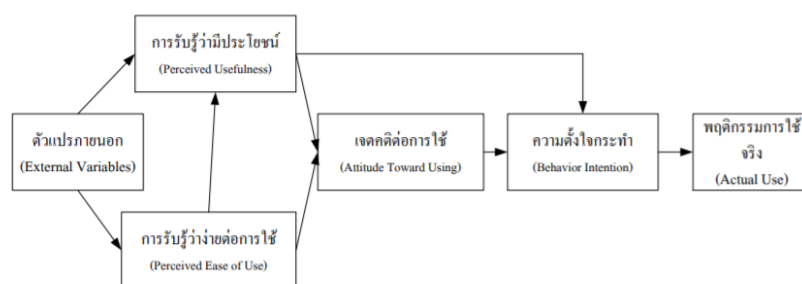 การรับรู้ว่ามีประโยชน์
(Perceived Usefulness)
ตัวแปรภายนอก
(External Variables)
การรับรู้ว่าง่ายต่อการใช้
(Perceived Ease of Use)
เจตคติต่อการใช้
(Attitude Toward Using)
ความตั้งใจกระทำ
(Behavior Intention)
พฤติกรรมการใช้
จริง
(Actual Use)